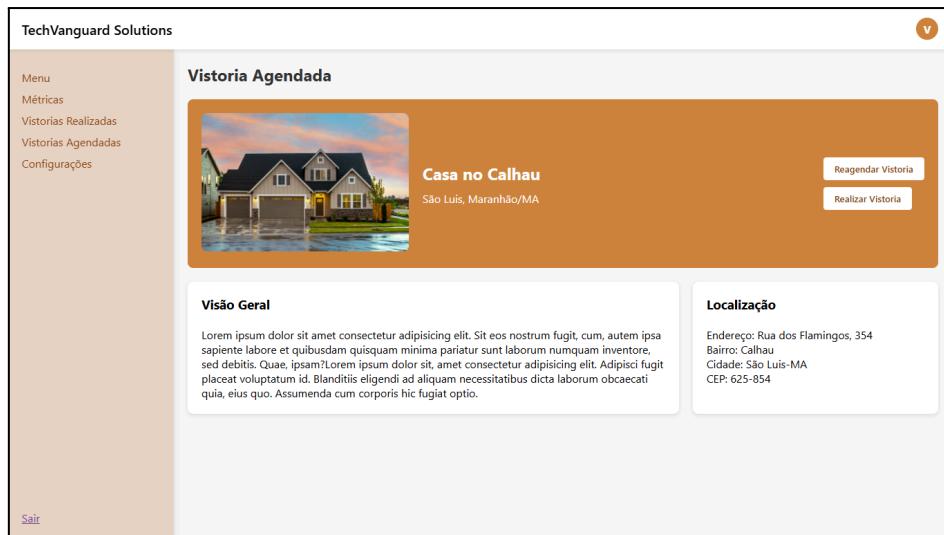 TechVanguard Solutions
V
Menu
Métricas
Vistorias Realizadas
Vistorias Agendadas
Configurações
Sair
Vistoria Agendada
Casa no Calhau
São Luis, Maranhão/MA
Reagendar Vistoria
Realizar Vistoria
Visão Geral
Lorem ipsum dolor sit amet consectetur adipisicing elit. Sit eos nostrum fugit, cum, autem ipsa
sapiente labore et quibusdam quisquam minima pariatur sunt laborum numquam inventore,
sed debitis. Quae, ipsam?Lorem ipsum dolor sit, amet consectetur adipisicing elit. Adipisci fugit
placeat voluptatum id. Blanditiis eligendi ad aliquam necessitatibus dicta laborum obcaecati
quia, eius quo. Assumenda cum corporis hic fugiat optio.
Localização
Endereço: Rua dos Flamingos, 354
Bairro: Calhau
Cidade: São Luis-MA
CEP: 625-854